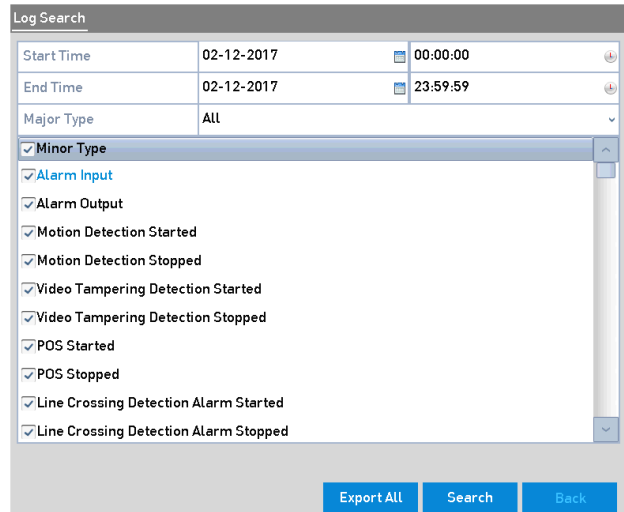 Log Search
Start Time 02-12-2017 00:00:00
End Time 02-12-2017 23:59:59
Major Type All
Minor Type
Alarm Input
Alarm Output
Motion Detection Started
Motion Detection Stopped
Video Tampering Detection Started
Video Tampering Detection Stopped
POS Started
POS Stopped
Line Crossing Detection Alarm Started
Line Crossing Detection Alarm Stopped
Export All Search Back